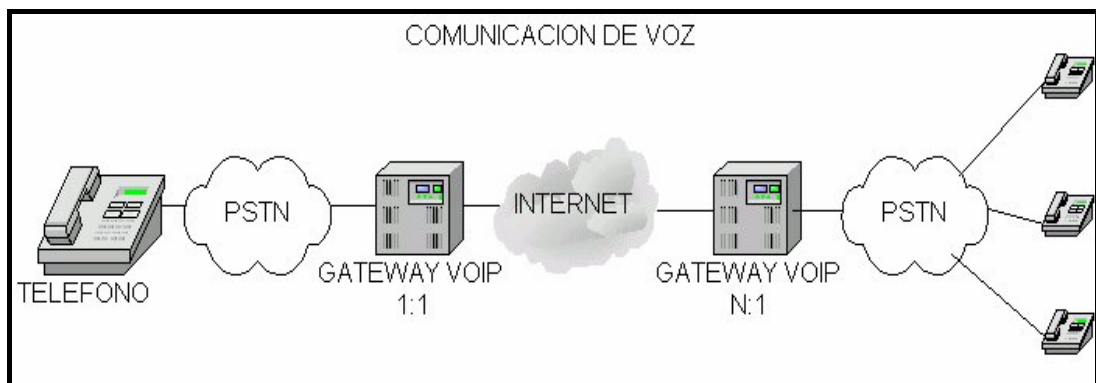 COMUNICACION DE VOZ
TELEFONO
PSTN
GATEWAY VOIP
1:1
INTERNET
GATEWAY VOIP
N:1
PSTN